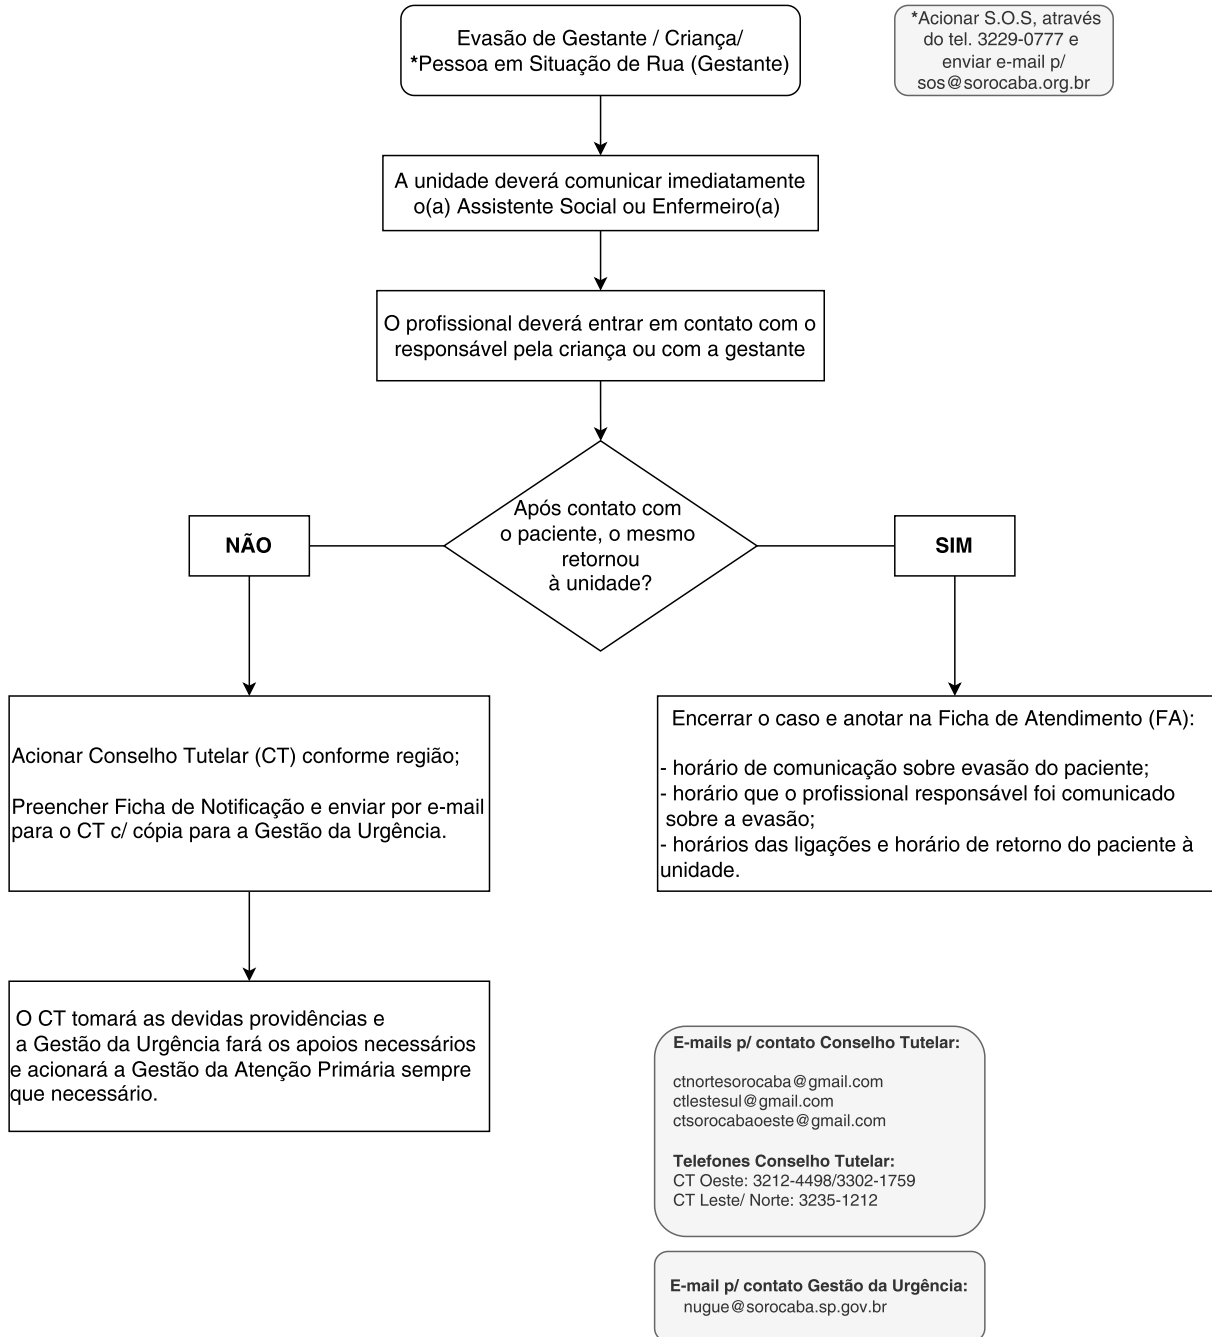 Evasão de Gestante / Criança/
*Pessoa em Situação de Rua (Gestante)
*Acionar S.O.S, através
do tel. 3229-0777 e
enviar e-mail p/
sos@sorocaba.org.br
A unidade deverá comunicar imediatamente
o(a) Assistente Social ou Enfermeiro(a)
O profissional deverá entrar em contato com o
responsável pela criança ou com a gestante
Após contato com
o paciente, o mesmo
retornou
à unidade?
NÃO
SIM
Acionar Conselho Tutelar (CT) conforme região;
Preencher Ficha de Notificação e enviar por e-mail
para o CT c/ cópia para a Gestão da Urgência.
Encerrar o caso e anotar na Ficha de Atendimento (FA):
- horário de comunicação sobre evasão do paciente;
- horário que o profissional responsável foi comunicado
sobre a evasão;
- horários das ligações e horário de retorno do paciente à
unidade.
O CT tomará as devidas providências e
a Gestão da Urgência fará os apoios necessários
e acionará a Gestão da Atenção Primária sempre
que necessário.
E-mails p/ contato Conselho Tutelar:
ctnortesorocaba@gmail.com
ctlestesul@gmail.com
ctsorocabaoeste@gmail.com
Telefones Conselho Tutelar:
CT Oeste: 3212-4498/3302-1759
CT Leste/ Norte: 3235-1212
E-mail p/ contato Gestão da Urgência:
nugue@sorocaba.sp.gov.br